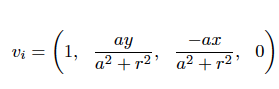 v_i = \left( 1, \frac{ay}{a^2 + r^2}, \frac{-ax}{a^2 + r^2}, 0 \right)